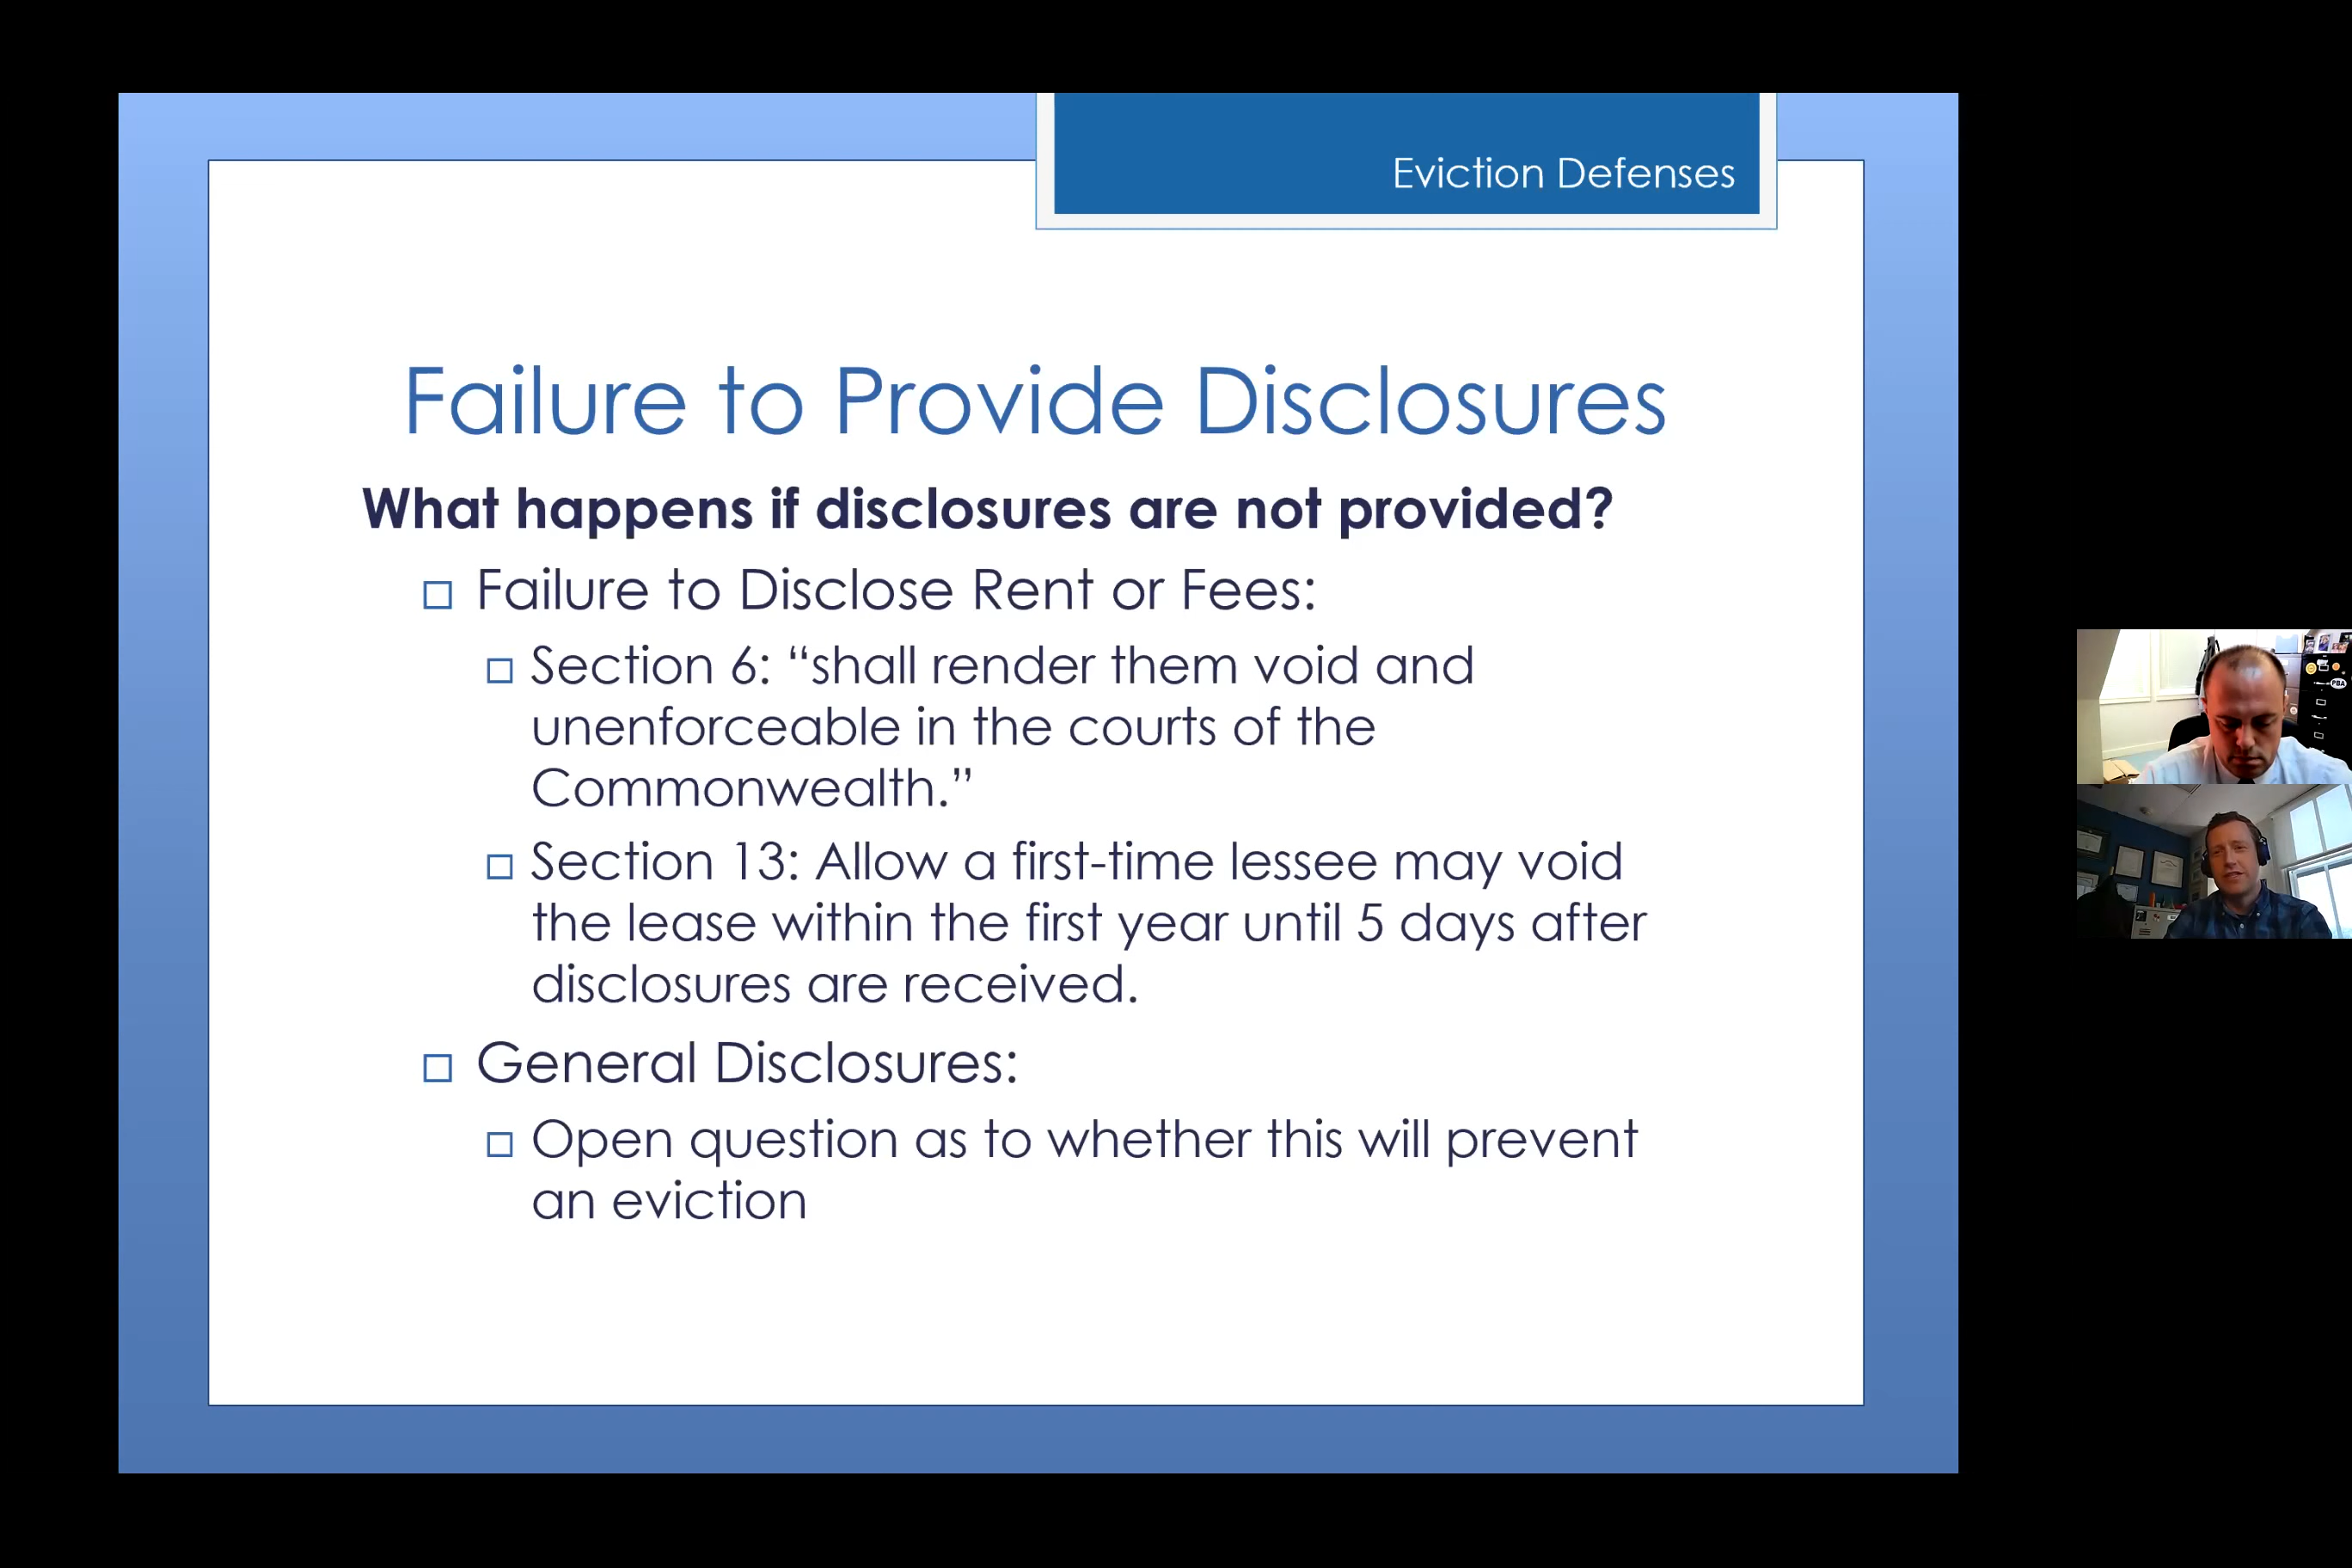 Eviction Defenses
Failure to Provide Disclosures
What happens if disclosures are not provided?
Failure to Disclose Rent or Fees:
Section 6: “shall render them void and
unenforceable in the courts of the
Commonwealth.”
Section 13: Allow a first-time lessee may void
the lease within the first year until 5 days after
disclosures are received.
General Disclosures:
Open question as to whether this will prevent
an eviction
PBA